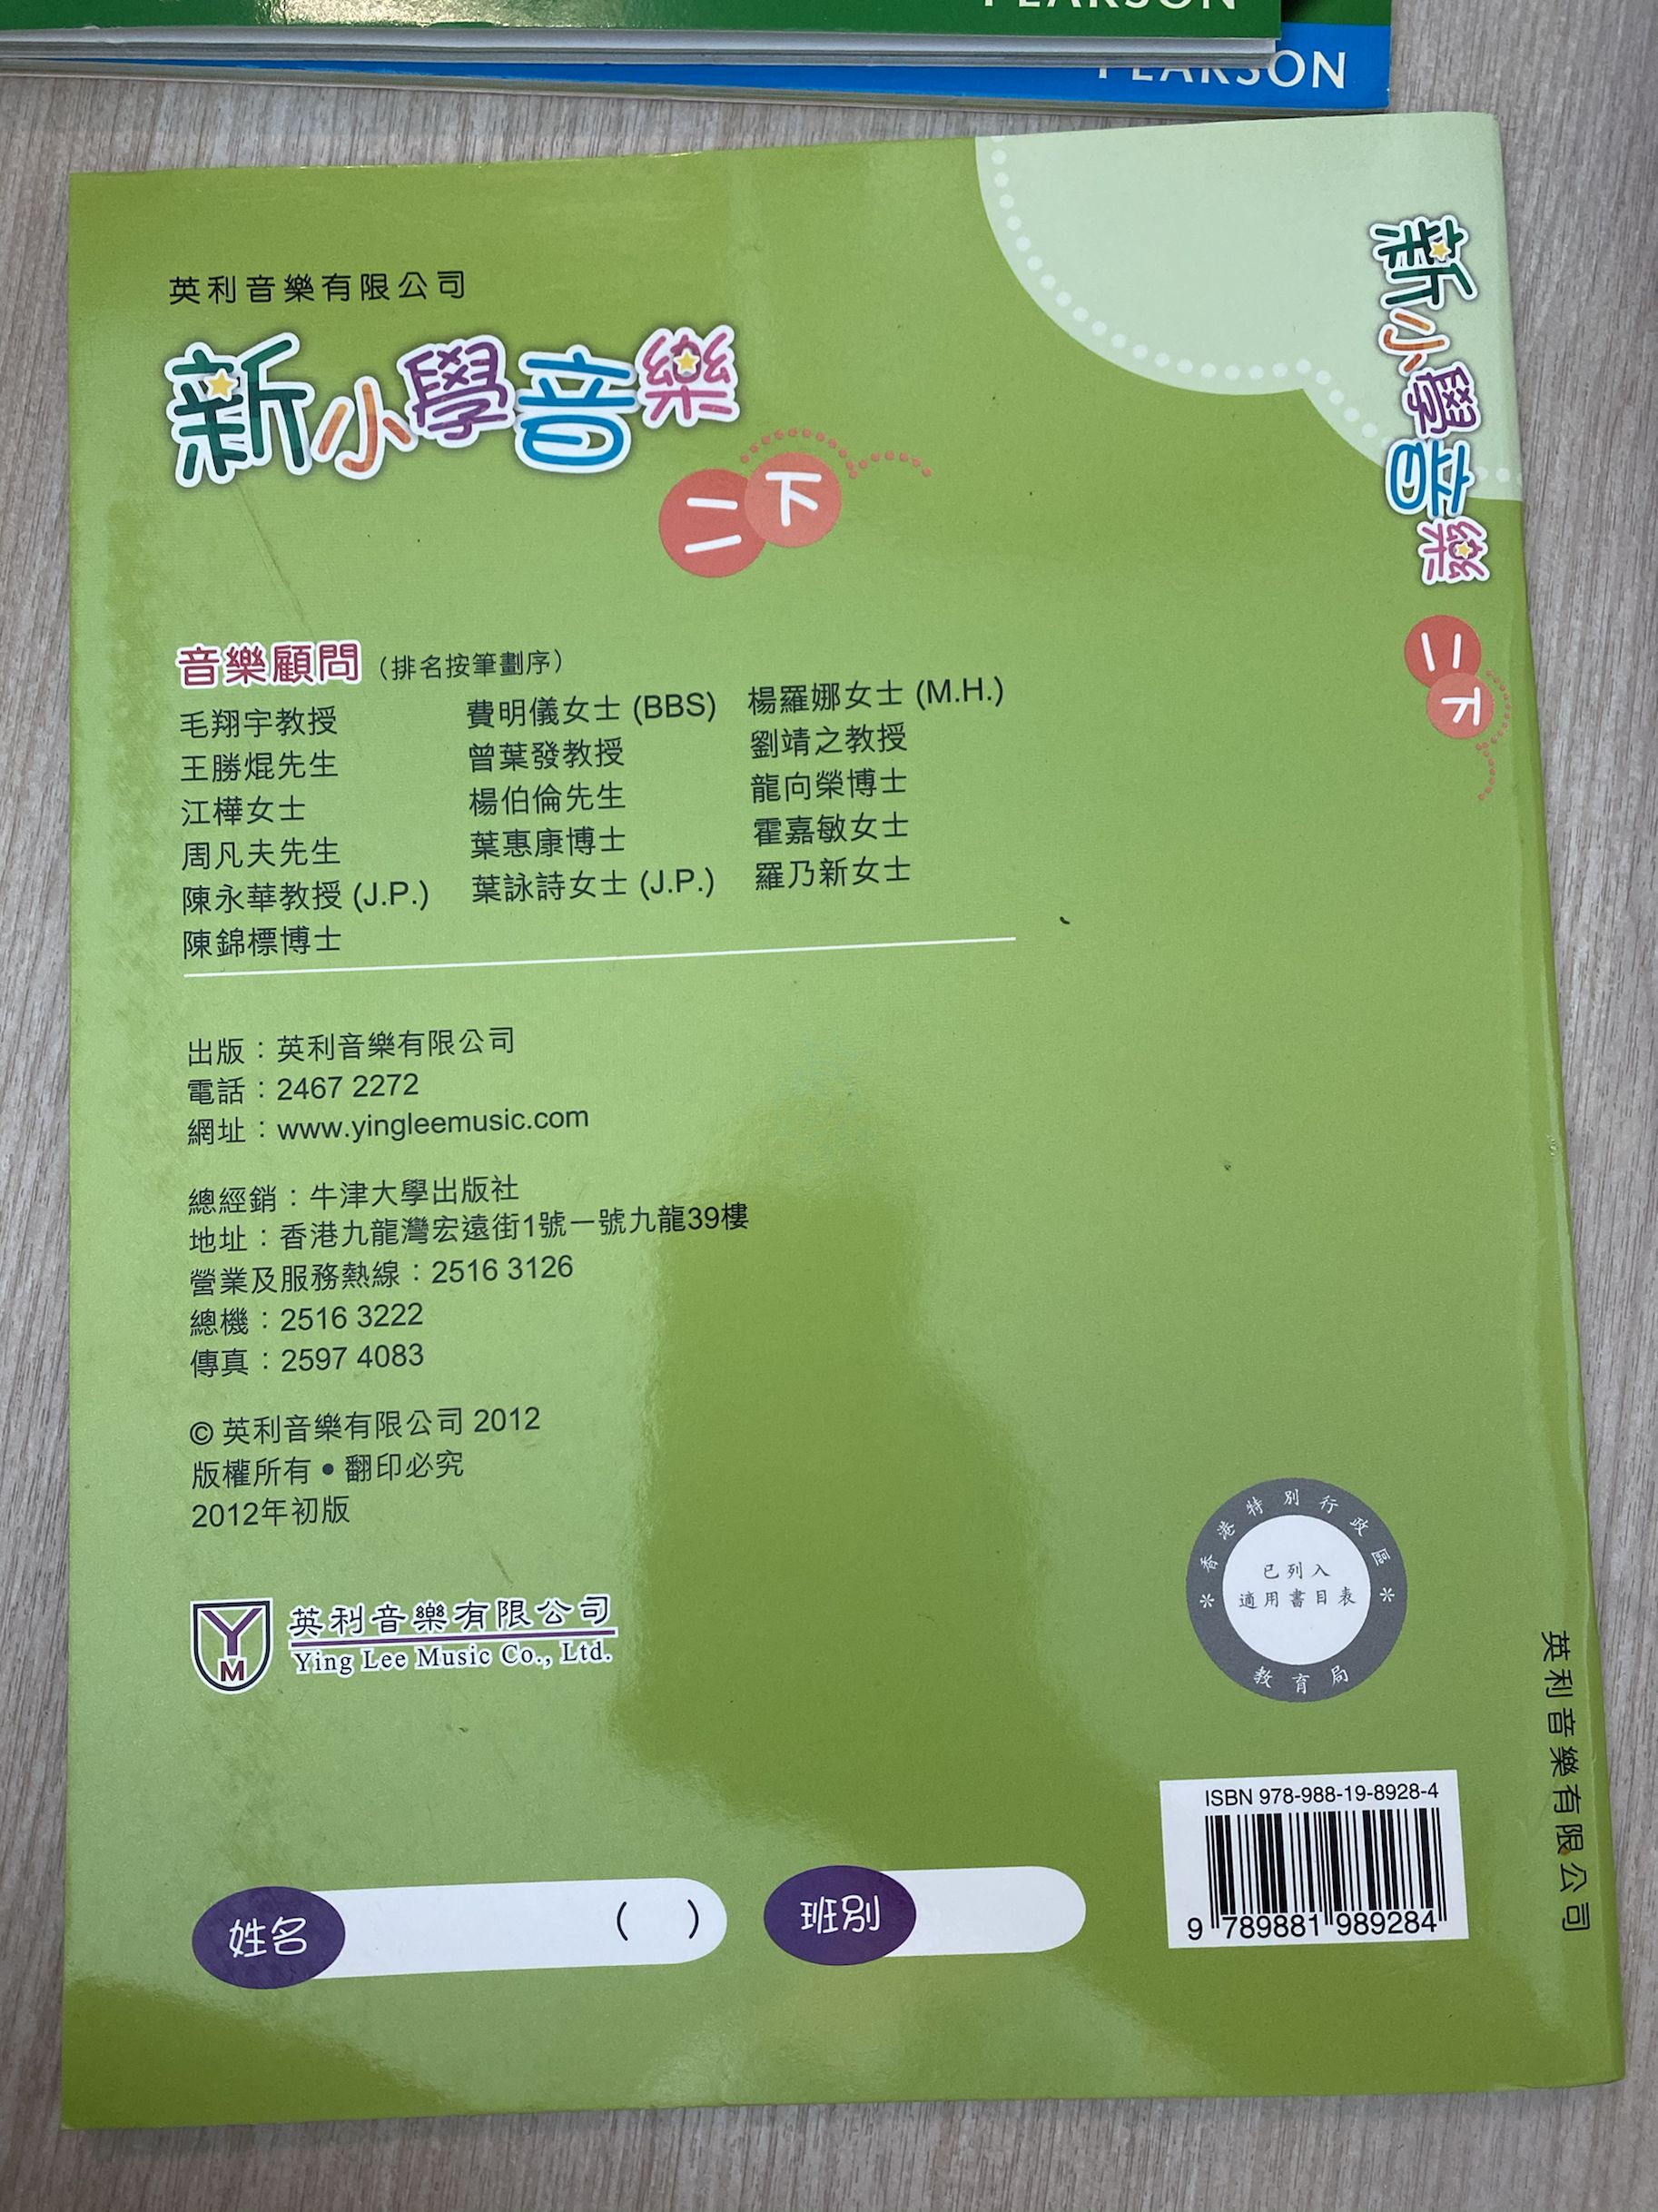 PEARSON
PEARSON
英利音樂有限公司
新小學音樂
二下
音樂顧問（排名按筆劃序）
毛翔宇教授
王勝焜先生
江樺女士
周凡夫先生
陳永華教授 (J.P.)
陳錦標博士
費明儀女士 (BBS)
曾葉發教授
楊伯倫先生
葉惠康博士
葉詠詩女士 (J.P.)
楊羅娜女士 (M.H.)
劉靖之教授
龍向榮博士
霍嘉敏女士
羅乃新女士
出版：英利音樂有限公司
電話：2467 2272
網址：www.yingleemusic.com
總經銷：牛津大學出版社
地址：香港九龍灣宏遠街1號一號九龍39樓
營業及服務熱線：2516 3126
總機：2516 3222
傳真：2597 4083
© 英利音樂有限公司 2012
版權所有•翻印必究
2012年初版
YM
英利音樂有限公司
Ying Lee Music Co., Ltd.
香港特別行政區
已列入
適用書目表
教育局
ISBN 978-988-19-8928-4
9 789881 989284
姓名 ( )
班別
新小學音樂
二下
英利音樂有限公司